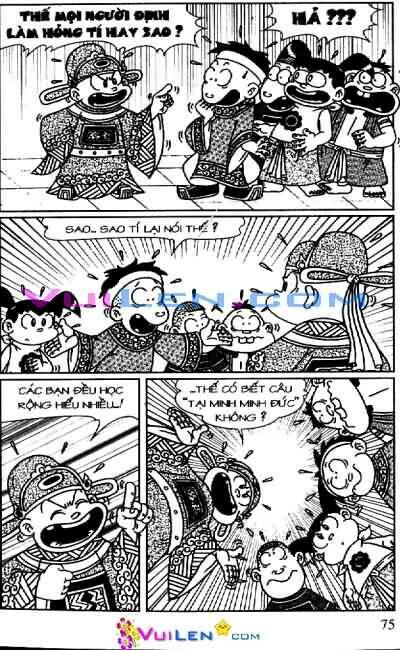 THẾ MỌI NGƯỜI ĐỊNH
LÀM HỎNG TÍ HAY SAO ?
HẢ ???
SAO... SAO TÍ LẠI NÓI THẾ ?
VUILEN.COM
CÁC BẠN ĐỀU HỌC
RỘNG HIỂU NHIỀU...!
...THẾ CÓ BIẾT CÂU
"TẠI MINH MINH ĐỨC"
KHÔNG ?
75
VUILEN.COM